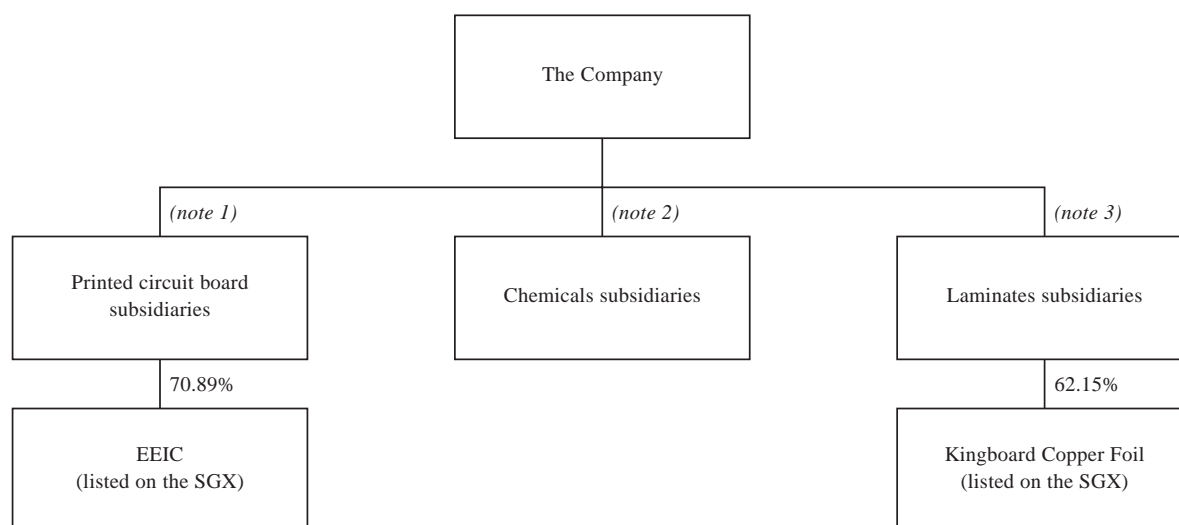 The Company
(note 1)
(note 2)
(note 3)
Printed circuit board
subsidiaries
Chemicals subsidiaries
Laminates subsidiaries
70.89%
62.15%
EEIC
(listed on the SGX)
Kingboard Copper Foil
(listed on the SGX)